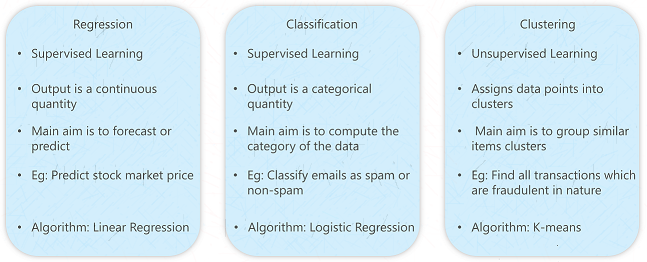 Regression
• Supervised Learning
• Output is a continuous
quantity
• Main aim is to forecast or
predict
• Eg: Predict stock market price
• Algorithm: Linear Regression
Classification
• Supervised Learning
• Output is a categorical
quantity
• Main aim is to compute the
category of the data
• Eg: Classify emails as spam or
non-spam
• Algorithm: Logistic Regression
Clustering
• Unsupervised Learning
• Assigns data points into
clusters
• Main aim is to group similar
items clusters
• Eg: Find all transactions which
are fraudulent in nature
• Algorithm: K-means